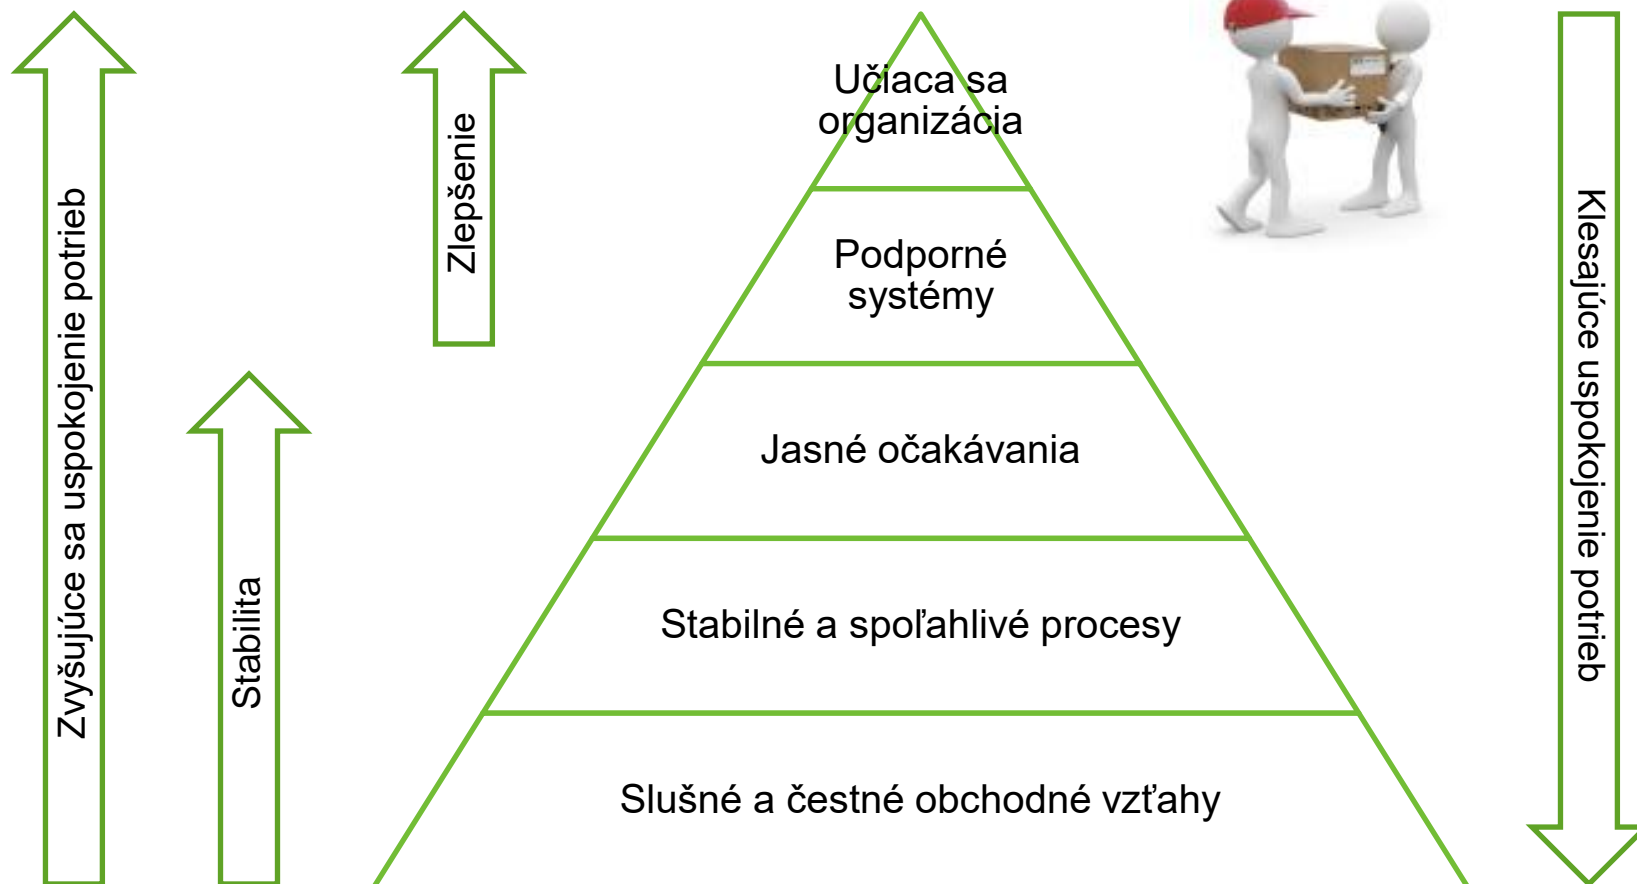 Zvyšujúce sa uspokojenie potrieb
Stabilita
Zlepšenie
Učiaca sa
organizácia
Podporné
systémy
Jasné očakávania
Stabilné a spoľahlivé procesy
Slušné a čestné obchodné vzťahy
Klesajúce uspokojenie potrieb